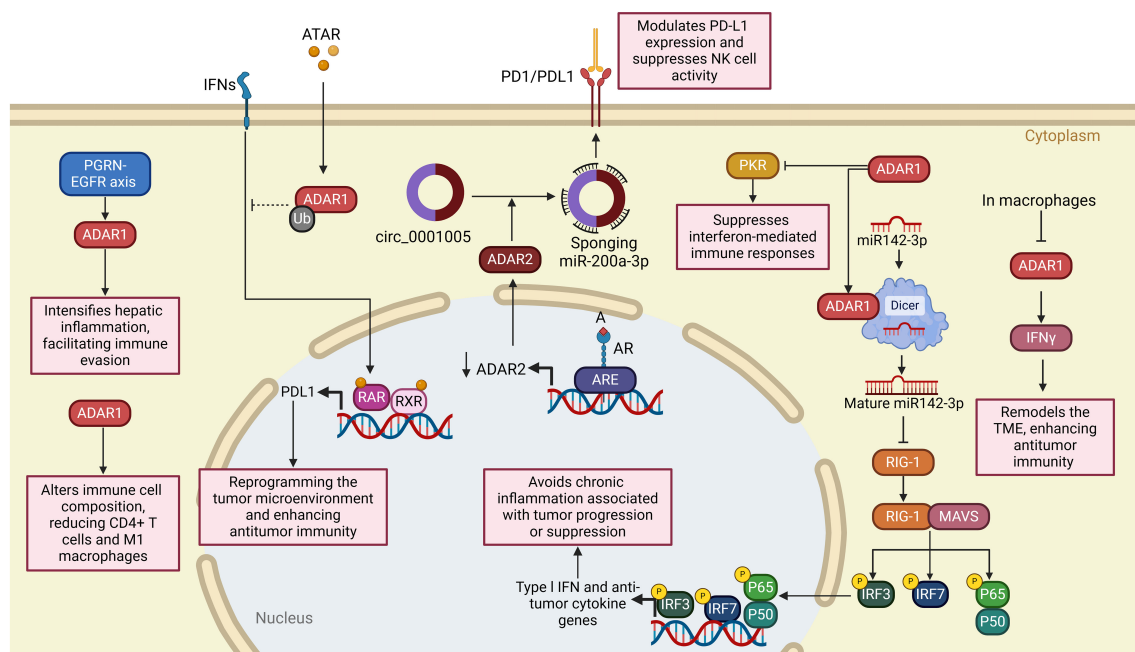 Modulates PD-L1
expression and
suppresses NK cell
activity
ATAR
PD1/PDL1
IFNs
Cytoplasm
PGRN-
EGFR axis
ADAR1
Intensifies hepatic
inflammation,
facilitating immune
evasion
ADAR1
Alters immune cell
composition,
reducing CD4+ T
cells and M1
macrophages
ADAR1
Ub
circ_0001005
Sponging
miR-200a-3p
ADAR2
PKR
ADAR1
Suppresses
interferon-mediated
immune responses
miR142-3p
ADAR1
Dicer
Mature miR142-3p
RIG-1
RIG-1
MAVS
P
IRF3
P
IRF7
P
P65
P50
In macrophages
ADAR1
IFNγ
Remodels the
TME, enhancing
antitumor
immunity
A
AR
ARE
ADAR2
PDL1
RAR
RXR
Reprogramming the
tumor microenvironment
and enhancing
antitumor immunity
Avoids chronic
inflammation associated
with tumor progression
or suppression
Type I IFN and anti-
tumor cytokine
genes
P
IRF3
P
IRF7
P
P65
P50
Nucleus